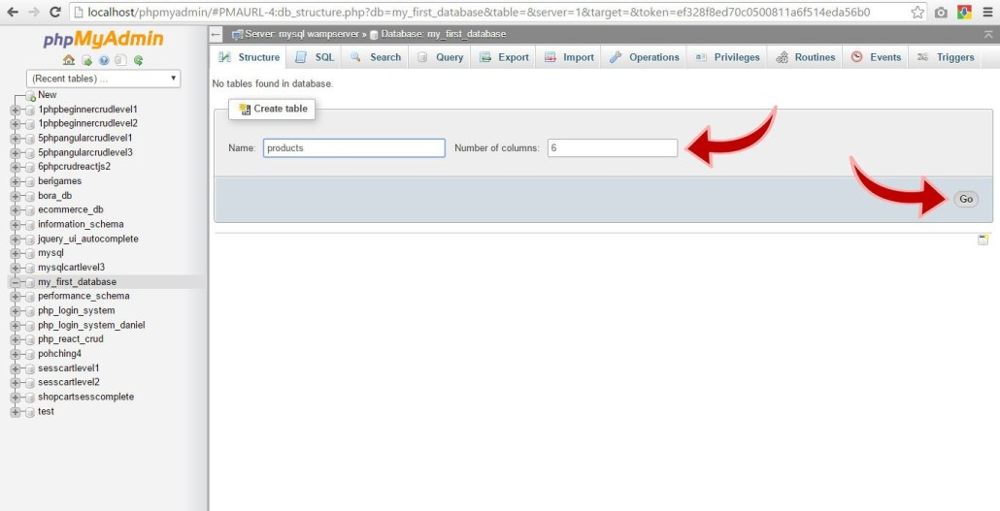 localhost/phpmyadmin/#PMAURL-4:db_structure.php?db=my_first_database&table=&server=1&target=&token=ef328f8ed70c0500811a6f514eda56b0
phpMyAdmin
(Recent tables) ...
New
1phpbeginnercrudlevel1
1phpbeginnercrudlevel2
5phpangularcrudlevel1
5phpangularcrudlevel3
6phpcrudreactjs2
berigames
bora_db
ecommerce_db
information_schema
jquery_ui_autocomplete
mysql
mysqlcartlevel3
my_first_database
performance_schema
php_login_system
php_login_system_daniel
php_react_crud
pohching4
sesscartlevel1
sesscartlevel2
shopcartsesscomplete
test
Server: mysql wampserver » Database: my_first_database
Structure SQL Search Query Export Import Operations Privileges Routines Events Triggers
No tables found in database.
Create table
Name: products Number of columns: 6
Go